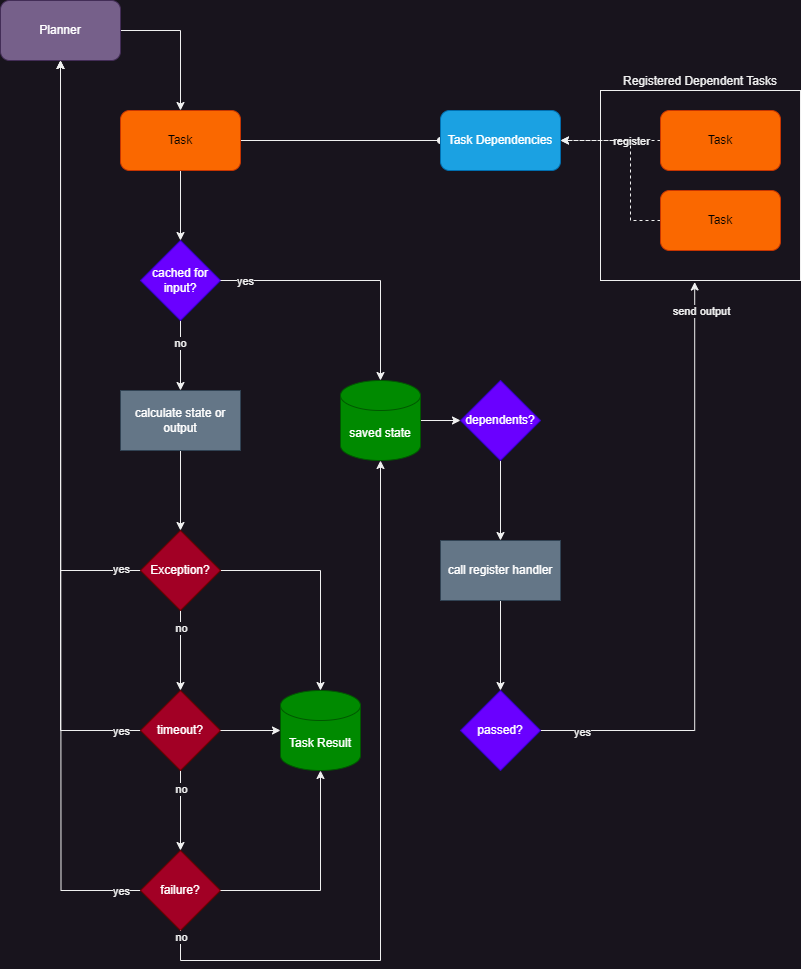 Planner
Registered Dependent Tasks
Task
Task Dependencies
register
Task
Task
cached for
input?
yes
send output
no
calculate state or
output
saved state
dependents?
yes
Exception?
call register handler
no
yes
timeout?
Task Result
passed?
yes
no
yes
failure?
no